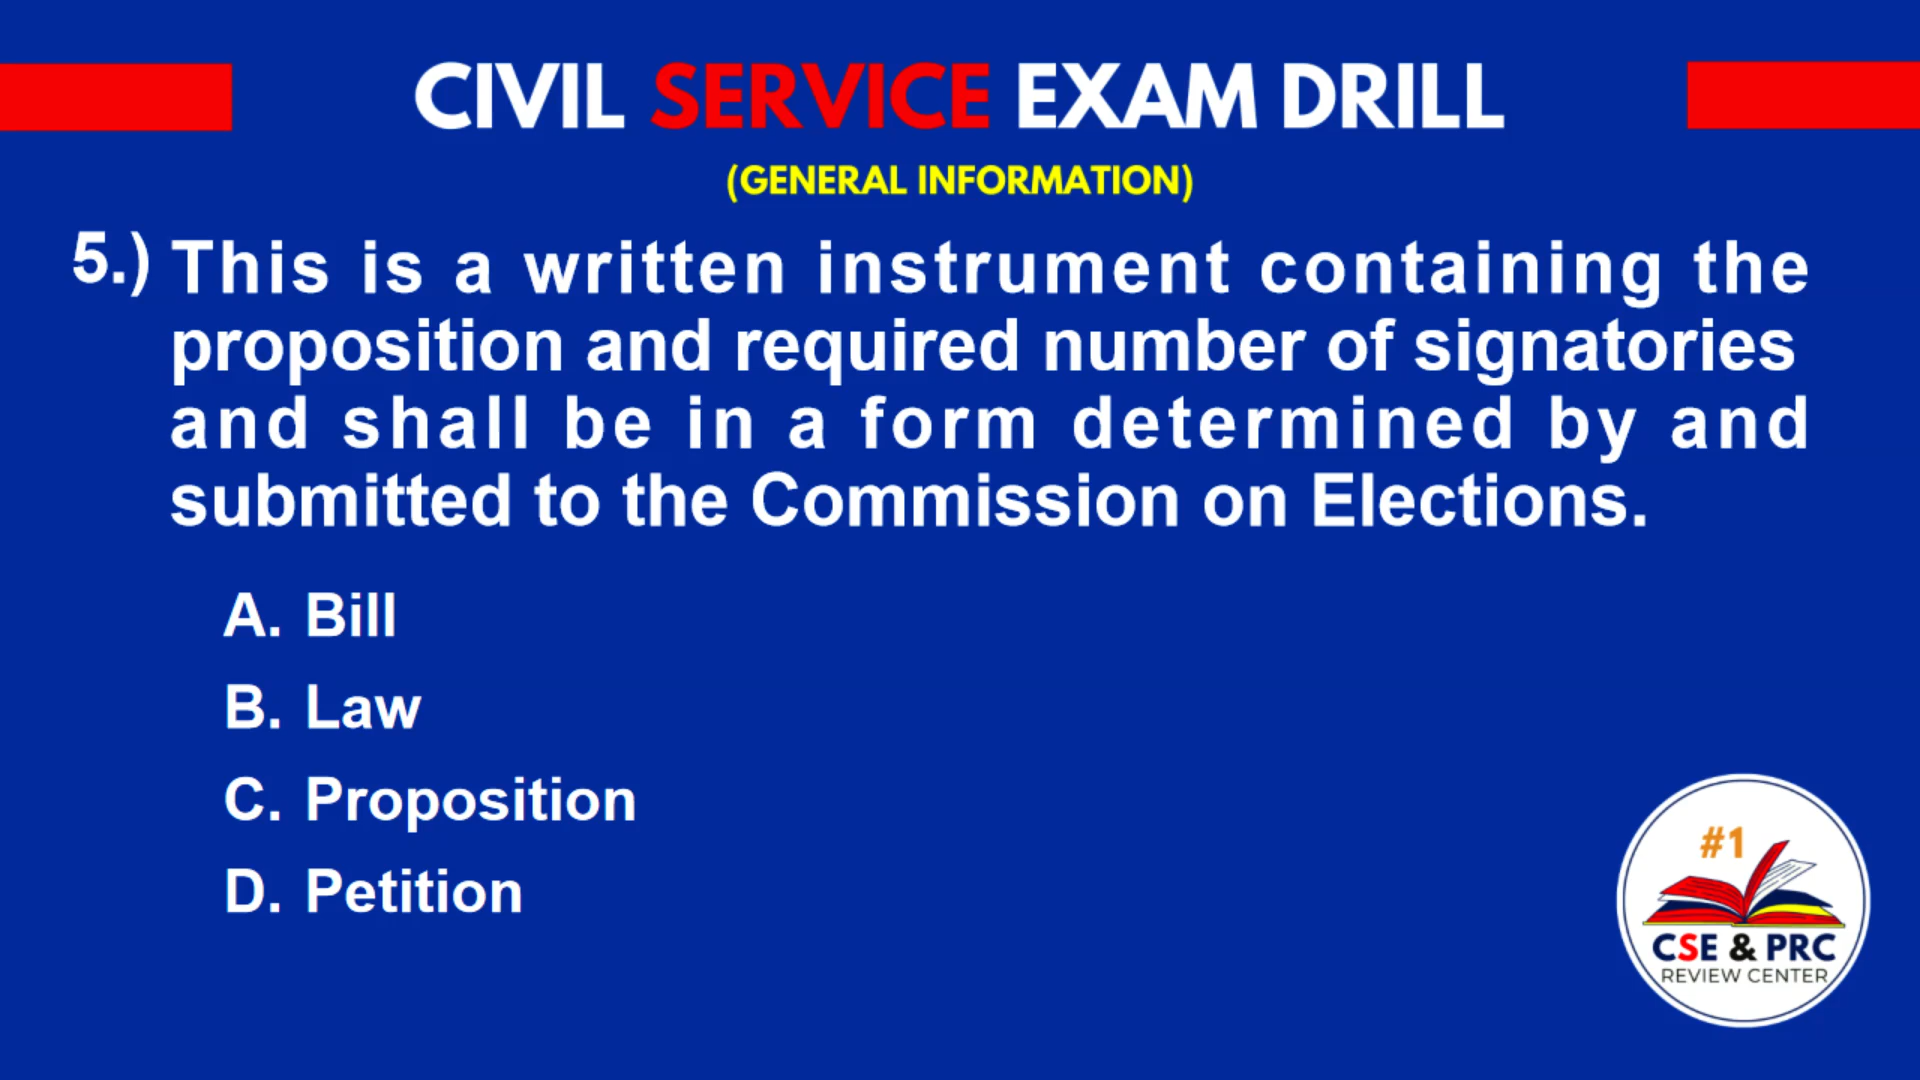 CIVIL SERVICE EXAM DRILL
(GENERAL INFORMATION)
5.) This is a written instrument containing the
proposition and required number of signatories
and shall be in a form determined by and
submitted to the Commission on Elections.
A. Bill
B. Law
C. Proposition
D. Petition
#1
CSE & PRC
REVIEW CENTER